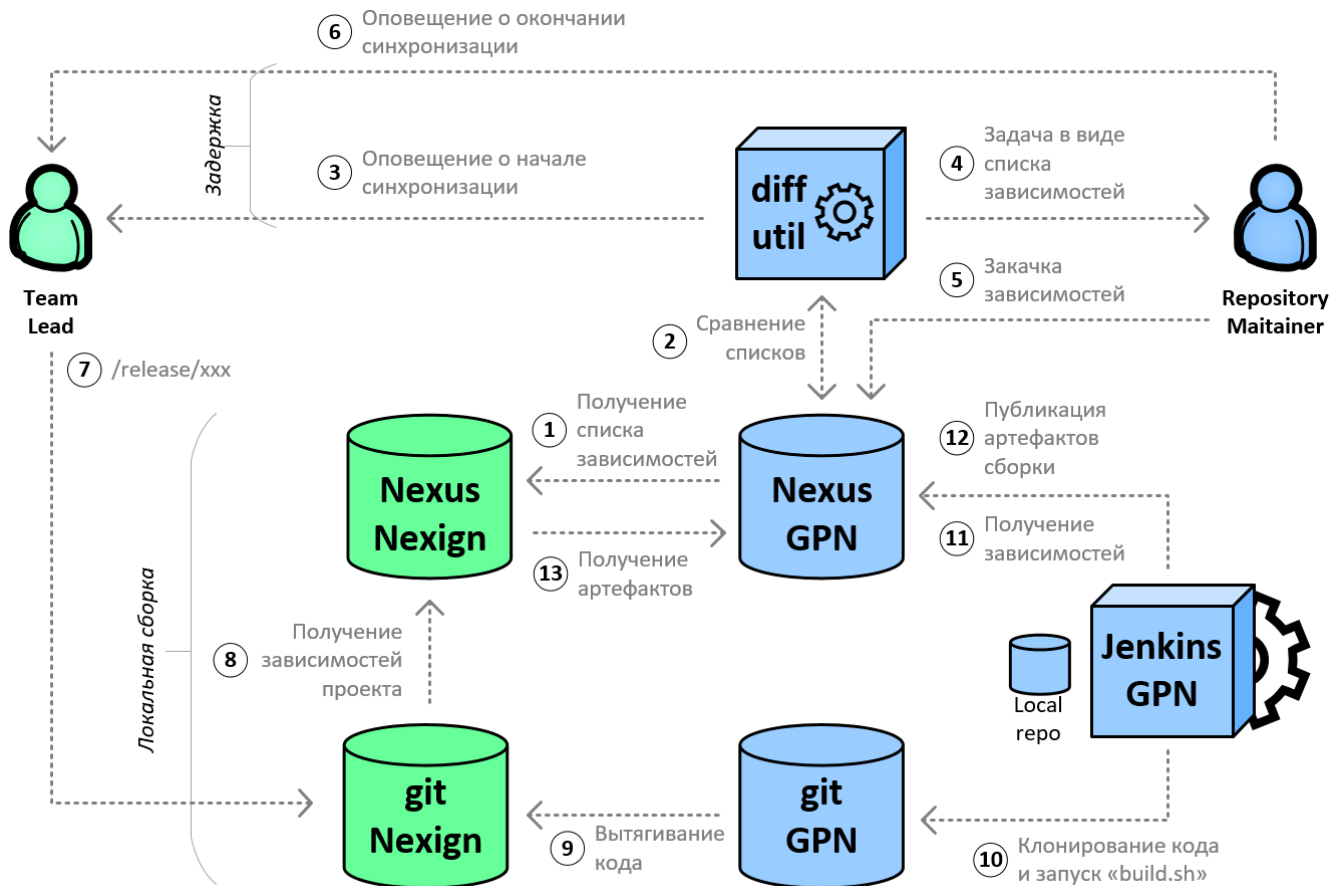 6
Оповещение о окончании
синхронизации
Задержка
3
Оповещение о начале
синхронизации
diff
util
4
Задача в виде
списка
зависимостей
5
Закачка
зависимостей
Team
Lead
Repository
Maitainer
2
Сравнение
списков
7
/release/xxx
1
Получение
списка
зависимостей
12
Публикация
артефактов
сборки
Nexus
Nexign
Nexus
GPN
11
Получение
зависимостей
13
Получение
артефактов
Локальная сборка
8
Получение
зависимостей
проекта
Jenkins
GPN
Local
repo
git
Nexign
git
GPN
9
Вытягивание
кода
10
Клонирование кода
и запуск «build.sh»